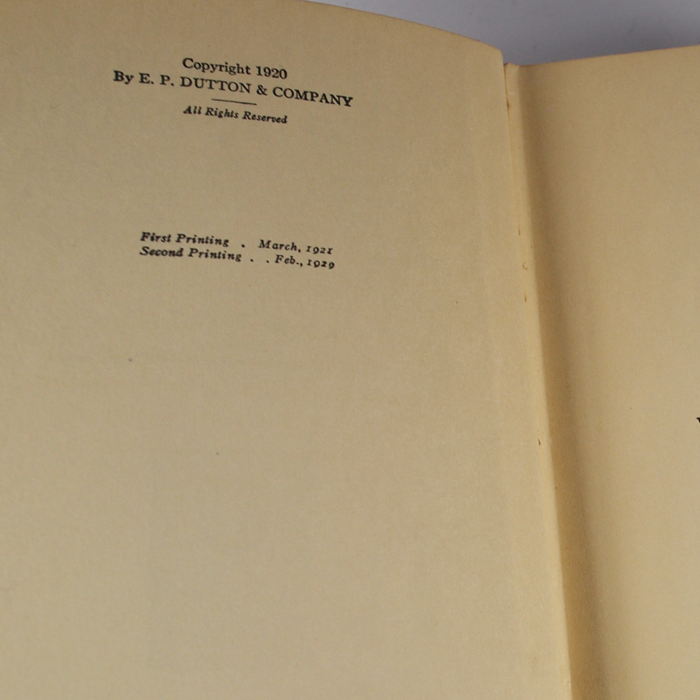 Copyright 1920
By E. P. DUTTON & COMPANY
All Rights Reserved
First Printing . March, 1921
Second Printing . . Feb., 1929